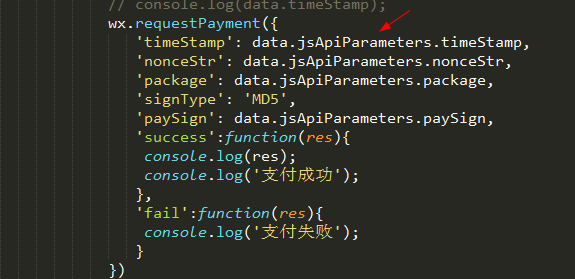 // console.log(data.timeStamp);
wx.requestPayment({
'timeStamp': data.jsApiParameters.timeStamp,
'nonceStr': data.jsApiParameters.nonceStr,
'package': data.jsApiParameters.package,
'signType': 'MD5',
'paySign': data.jsApiParameters.paySign,
'success':function(res){
console.log(res);
console.log('支付成功');
},
'fail':function(res){
console.log('支付失败');
}
})